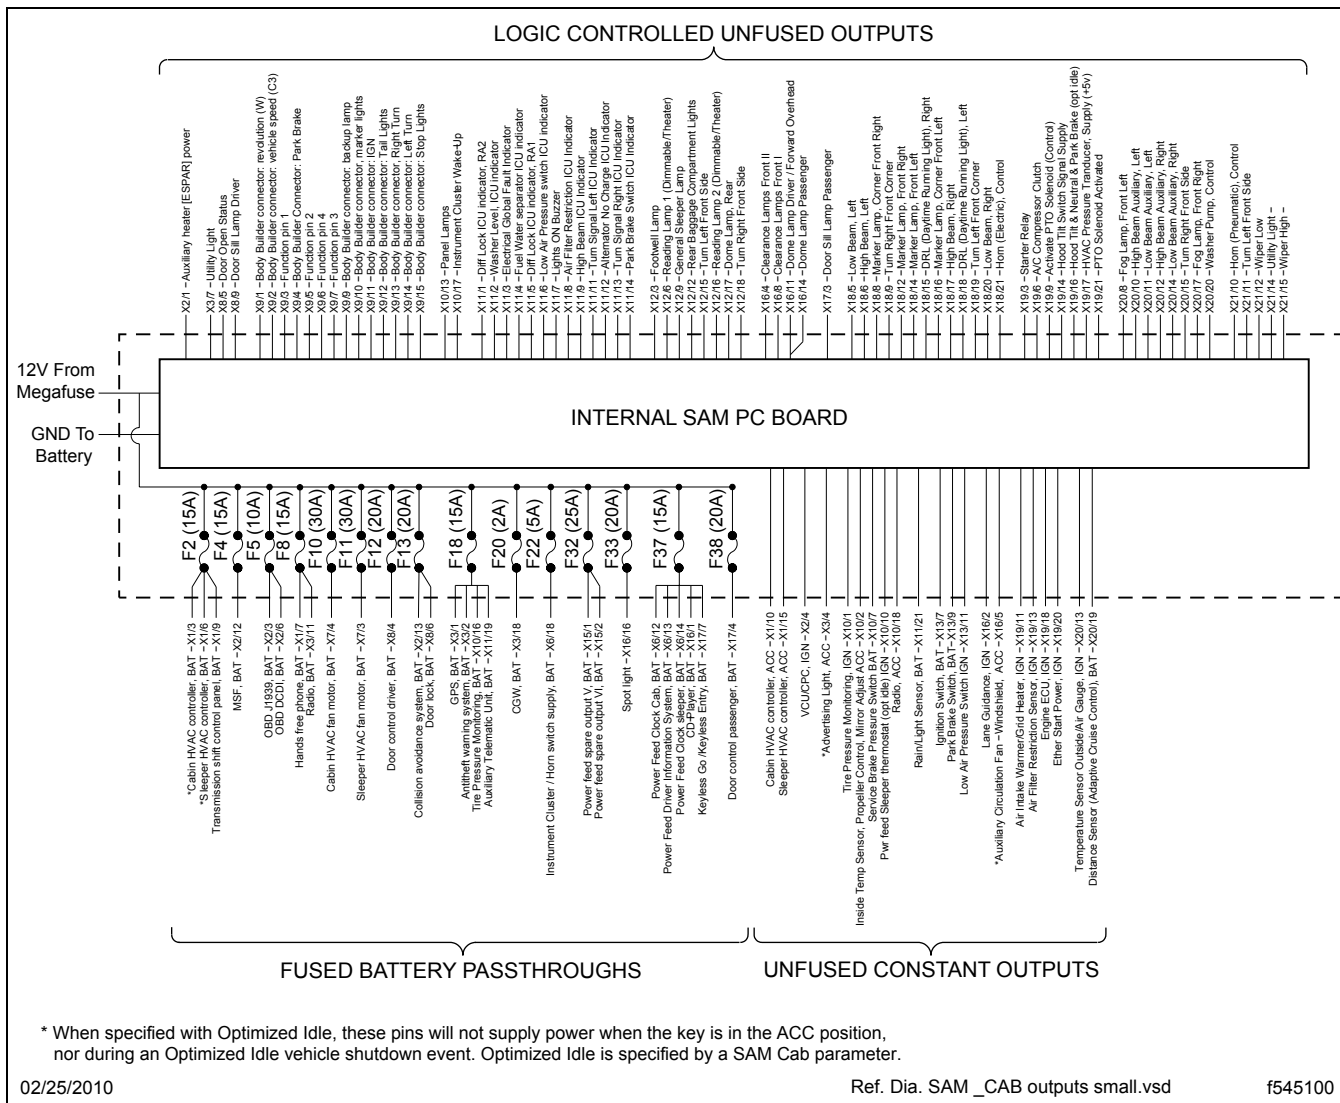 LOGIC CONTROLLED UNFUSED OUTPUTS
X2/1 – Auxiliary heater [ESPAR] power
X3/7 – Utility Light
X8/5 – Door Open Status
X8/9 – Door Sill Lamp Driver
X9/1 – Body Builder connector: revolution (W)
X9/2 – Body Builder connector: vehicle speed (C3)
X9/3 – Function pin 1
X9/4 – Body Builder Connector: Park Brake
X9/5 – Function pin 2
X9/6 – Function pin 4
X9/7 – Function pin 3
X9/9 – Body Builder connector: backup lamp
X9/10 – Body Builder connector, marker lights
X9/11 – Body Builder connector: IGN
X9/12 – Body Builder connector: Tail Lights
X9/13 – Body Builder connector, Right Turn
X9/14 – Body Builder connector: Left Turn
X9/15 – Body Builder connector: Stop Lights
X10/13 – Panel Lamps
X10/17 – Instrument Cluster Wake-Up
X11/1 – Diff Lock ICU indicator, RA2
X11/2 – Washer Level, ICU indicator
X11/3 – Electrical Global Fault Indicator
X11/4 – Fuel Water separator ICU indicator
X11/5 – Diff Lock ICU indicator, RA1
X11/6 – Low Air Pressure switch ICU indicator
X11/7 – Lights ON Buzzer
X11/8 – Air Filter Restriction ICU Indicator
X11/9 – High Beam ICU Indicator
X11/11 – Turn Signal Left ICU Indicator
X11/12 – Alternator No Charge ICU Indicator
X11/13 – Turn Signal Right ICU Indicator
X11/14 – Park Brake Switch ICU Indicator
X12/3 – Footwell Lamp
X12/6 – Reading Lamp 1 (Dimmable/Theater)
X12/9 – General Sleeper Lamp
X12/9 – Rear Baggage Compartment Lights
X12/15 – Turn Left Front Side
X12/16 – Reading Lamp 2 (Dimmable/Theater)
X12/17 – Dome Lamp, Rear
X12/18 – Turn Right Front Side
X16/4 – Clearance Lamps Front II
X16/8 – Clearance Lamps Front I
X16/11 – Dome Lamp Driver / Forward Overhead
X16/14 – Dome Lamp Passenger
X17/3 – Door Sill Lamp Passenger
X18/5 – Low Beam, Left
X18/6 – High Beam, Left
X18/8 – Marker Lamp, Corner Front Right
X18/9 – Turn Right Front Corner
X18/12 – Marker Lamp, Front Right
X18/14 – Marker Lamp, Front Left
X18/15 – DRL (Daytime Running Light), Right
X18/16 – Marker Lamp, Corner Front Left
X18/17 – High Beam, Right
X18/18 – DRL (Daytime Running Light), Left
X18/19 – Turn Left Front Corner
X18/20 – Low Beam, Right
X18/21 – Horn (Electric), Control
X19/3 – Starter Relay
X19/6 – A/C Compressor Clutch
X19/9 – Activate PTO Solenoid (Control)
X19/14 – Hood Tilt Switch Signal Supply
X19/16 – Hood Tilt & Neutral & Park Brake (opt idle)
X19/17 – HVAC Pressure Tranducer, Supply (+5v)
X19/21 – PTO Solenoid Activated
X20/8 – Fog Lamp, Front Left
X20/10 – High Beam Auxiliary, Left
X20/11 – Low Beam Auxiliary, Left
X20/12 – High Beam Auxiliary, Right
X20/14 – Low Beam Auxiliary, Right
X20/15 – Turn Right Front Side
X20/17 – Fog Lamp, Front Right
X20/20 – Washer Pump, Control
X21/10 – Horn (Pneumatic), Control
X21/11 – Turn Left Front Side
X21/12 – Wiper Low
X21/14 – Utility Light –
X21/15 – Wiper High –
12V From
Megafuse
GND To
Battery
INTERNAL SAM PC BOARD
F2 (15A)
F4 (15A)
F5 (10A)
F8 (15A)
F10 (30A)
F11 (30A)
F12 (20A)
F13 (20A)
F18 (15A)
F20 (2A)
F22 (5A)
F32 (25A)
F33 (20A)
F37 (15A)
F38 (20A)
*Cabin HVAC controller, BAT – X1/3
*Sleeper HVAC controller, BAT – X1/6
Transmission shift control panel, BAT – X1/9
MSF, BAT – X2/12
OBD J1939, BAT – X2/3
OBD DCDI, BAT – X2/6
Hands free phone, BAT – X1/7
Radio, BAT – X3/11
Cabin HVAC fan motor, BAT – X7/4
Sleeper HVAC fan motor, BAT – X7/3
Door control driver, BAT – X8/4
Collision avoidance system, BAT – X2/13
Door lock, BAT – X8/6
GPS, BAT – X3/1
Antitheft warning system, BAT – X3/2
Tire Pressure Monitoring, BAT – X10/16
Auxiliary Telematic Unit, BAT – X11/19
CGW, BAT – X3/18
Instrument Cluster / Horn switch supply, BAT – X6/18
Power feed spare output V, BAT – X15/1
Power feed spare output VI, BAT – X15/2
Spot light – X16/16
Power Feed Clock Cab, BAT – X6/12
Power Feed Driver Information System, BAT – X6/13
Power Feed Clock sleeper, BAT – X6/14
CD-Player, BAT – X16/1
Keyless Go /Keyless Entry, BAT – X17/7
Door control passenger, BAT – X17/4
Cabin HVAC controller, ACC – X1/10
Sleeper HVAC controller, ACC – X1/15
VCU/CPC, IGN – X2/4
*Advertising Light, ACC – X3/4
Tire Pressure Monitoring, IGN – X10/1
Inside Temp Sensor, Propeller Control, Mirror Adjust ACC – X10/2
Service Brake Pressure Switch BAT – X10/7
Pwr feed Sleeper thermostat (opt idle) IGN – X10/10
Radio, ACC – X10/18
Rain/Light Sensor, BAT – X11/21
Ignition Switch, BAT – X13/7
Park Brake Switch, BAT – X13/9
Low Air Pressure Switch IGN – X13/11
Lane Guidance, IGN – X16/2
*Auxiliary Circulation Fan – Windshield, ACC – X16/5
Air Intake Warmer/Grid Heater, IGN – X19/11
Air Filter Restriction Sensor, IGN – X19/13
Engine ECU, IGN – X19/18
Ether Start Power, IGN – X19/20
Temperature Sensor Outside/Air Gauge, IGN – X20/13
Distance Sensor (Adaptive Cruise Control), BAT – X20/19
FUSED BATTERY PASSTHROUGHS
UNFUSED CONSTANT OUTPUTS
* When specified with Optimized Idle, these pins will not supply power when the key is in the ACC position,
nor during an Optimized Idle vehicle shutdown event. Optimized Idle is specified by a SAM Cab parameter.
02/25/2010
Ref. Dia. SAM _CAB outputs small.vsd
f545100